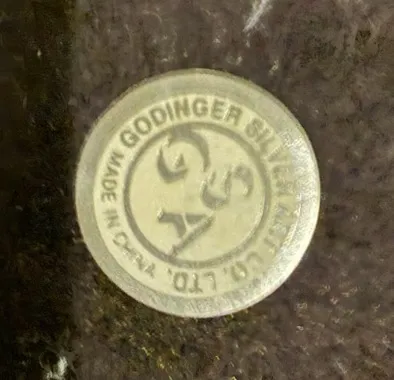 GODINGER SILVER ART CO. LTD.
MADE IN CHINA
G
S
A